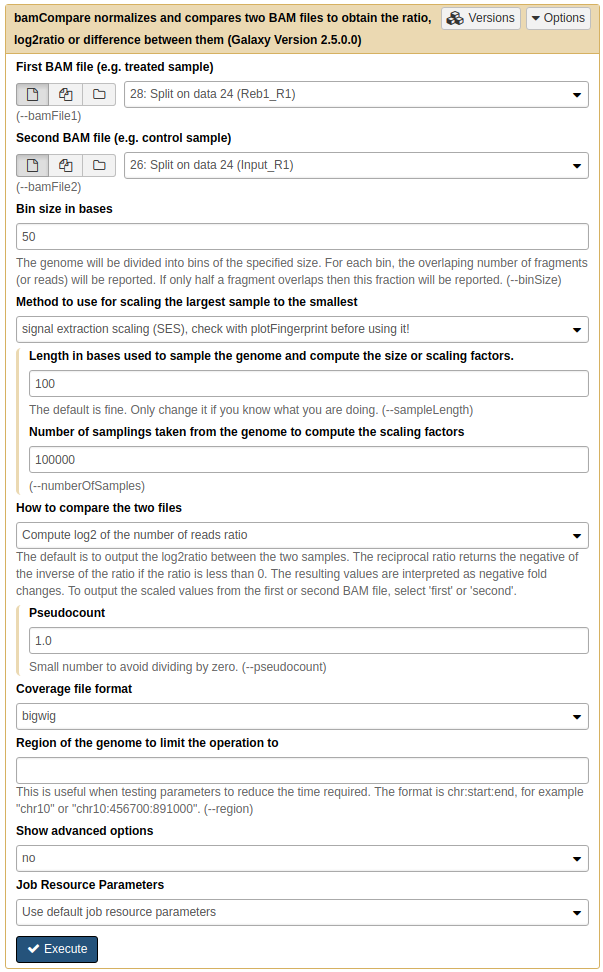 bamCompare normalizes and compares two BAM files to obtain the ratio,
log2ratio or difference between them (Galaxy Version 2.5.0.0)
Versions
Options
First BAM file (e.g. treated sample)
28: Split on data 24 (Reb1_R1)
(--bamFile1)
Second BAM file (e.g. control sample)
26: Split on data 24 (Input_R1)
(--bamFile2)
Bin size in bases
50
The genome will be divided into bins of the specified size. For each bin, the overlaping number of fragments
(or reads) will be reported. If only half a fragment overlaps then this fraction will be reported. (--binSize)
Method to use for scaling the largest sample to the smallest
signal extraction scaling (SES), check with plotFingerprint before using it!
Length in bases used to sample the genome and compute the size or scaling factors.
100
The default is fine. Only change it if you know what you are doing. (--sampleLength)
Number of samplings taken from the genome to compute the scaling factors
100000
(--numberOfSamples)
How to compare the two files
Compute log2 of the number of reads ratio
The default is to output the log2ratio between the two samples. The reciprocal ratio returns the negative of
the inverse of the ratio if the ratio is less than 0. The resulting values are interpreted as negative fold
changes. To output the scaled values from the first or second BAM file, select 'first' or 'second'.
Pseudocount
1.0
Small number to avoid dividing by zero. (--pseudocount)
Coverage file format
bigwig
Region of the genome to limit the operation to
This is useful when testing parameters to reduce the time required. The format is chr:start:end, for example
"chr10" or "chr10:456700:891000". (--region)
Show advanced options
no
Job Resource Parameters
Use default job resource parameters
Execute